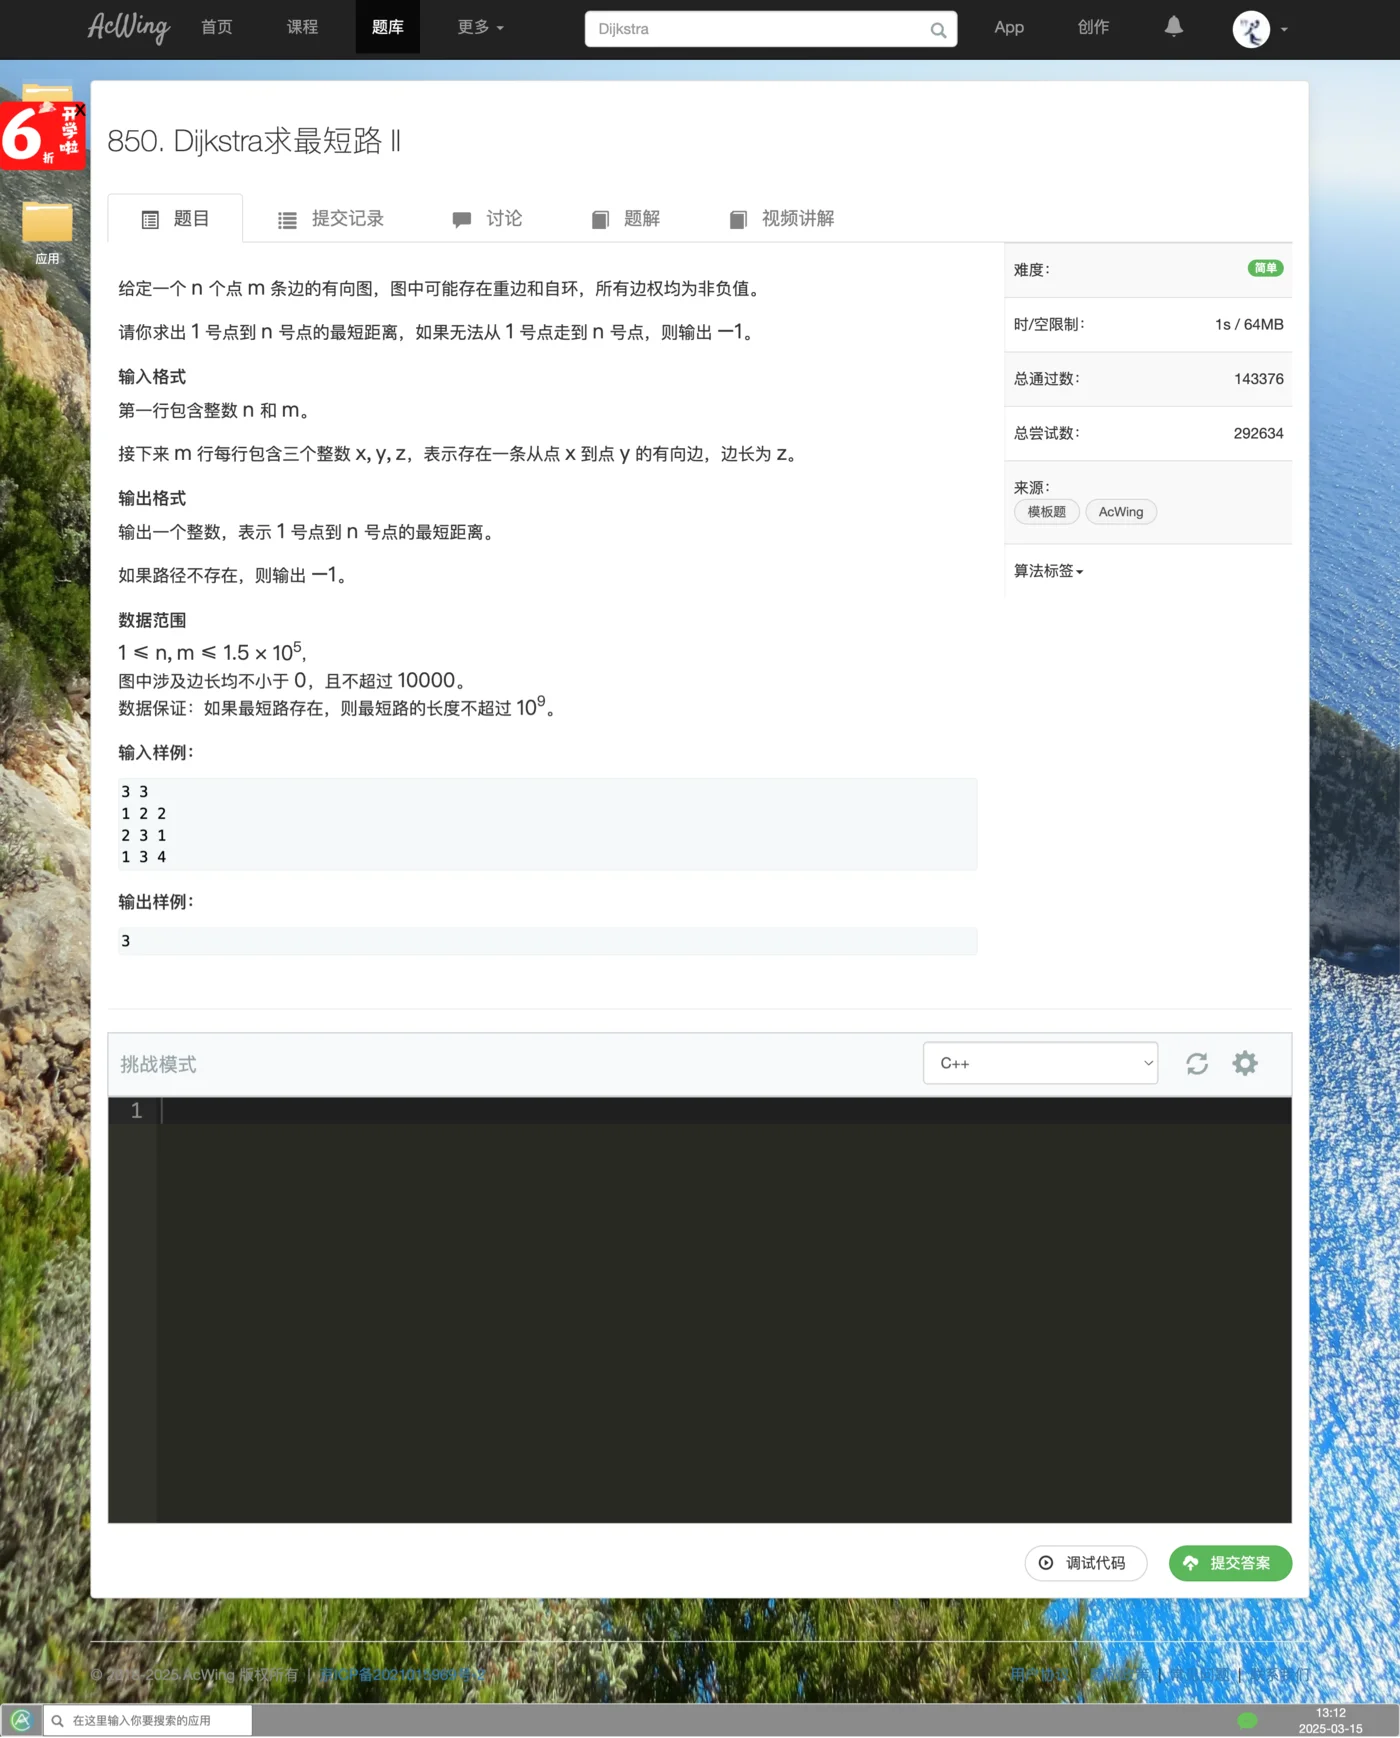 AcWing 首页 课程 题库 更多 Dijkstra App 创作
6折 开学啦 X
850. Dijkstra求最短路 II
应用
题目 提交记录 讨论 题解 视频讲解
给定一个 n 个点 m 条边的有向图，图中可能存在重边和自环，所有边权均为非负值。
请你求出 1 号点到 n 号点的最短距离，如果无法从 1 号点走到 n 号点，则输出 −1。
输入格式
第一行包含整数 n 和 m。
接下来 m 行每行包含三个整数 x, y, z，表示存在一条从点 x 到点 y 的有向边，边长为 z。
输出格式
输出一个整数，表示 1 号点到 n 号点的最短距离。
如果路径不存在，则输出 −1。
数据范围
1 ⩽ n, m ⩽ 1.5 × 10⁵,
图中涉及边长均不小于 0，且不超过 10000。
数据保证：如果最短路存在，则最短路的长度不超过 10⁹。
输入样例：
3 3
1 2 2
2 3 1
1 3 4
输出样例：
3
难度： 简单
时/空限制： 1s / 64MB
总通过数： 143376
总尝试数： 292634
来源：
模板题 AcWing
算法标签
挑战模式 C++
1
调试代码 提交答案
2025 AcWing 版权所有
用户协议
在这里输入你要搜索的应用
13:12
2025-03-15